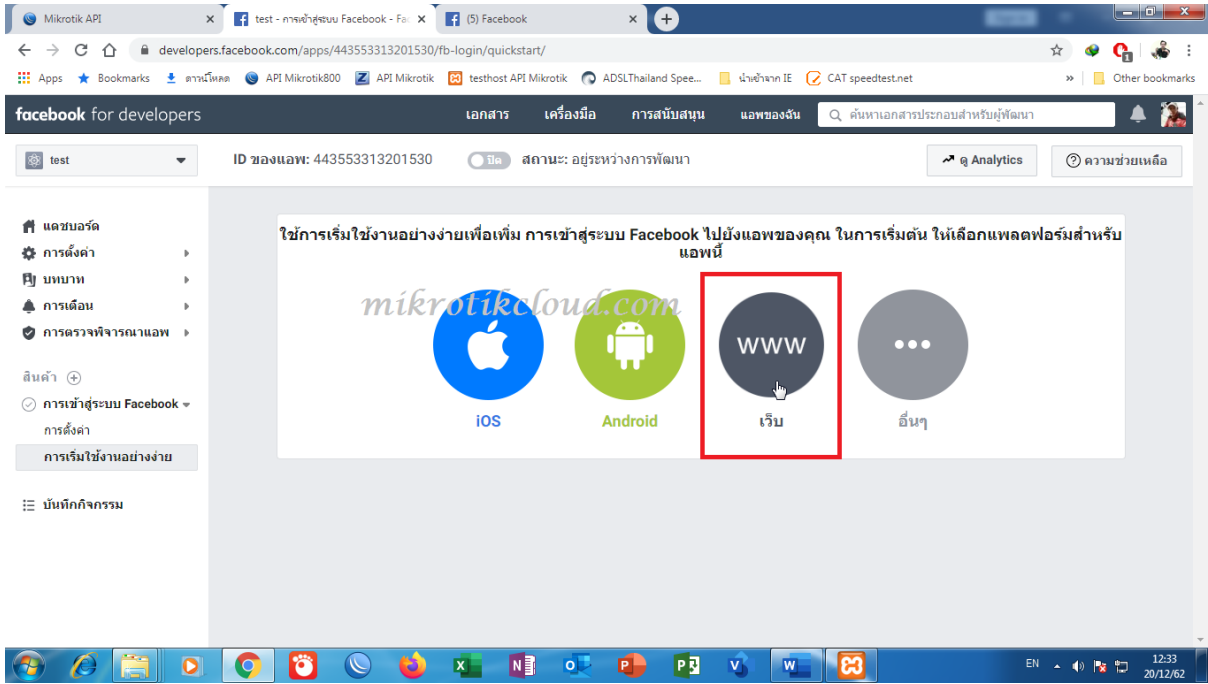 Mikrotik API
test - การเข้าสู่ระบบ Facebook - Fac
(5) Facebook
developers.facebook.com/apps/443553313201530/fb-login/quickstart/
Apps Bookmarks ดาวน์โหลด API Mikrotik800 API Mikrotik testhost API Mikrotik ADSLThailand Spee... นำเข้าจาก IE CAT speedtest.net » Other bookmarks
facebook for developers เอกสาร เครื่องมือ การสนับสนุน แอพของฉัน ค้นหาเอกสารประกอบสำหรับผู้พัฒนา
test ID ของแอพ: 443553313201530 ปิด สถานะ: อยู่ระหว่างการพัฒนา ดู Analytics ความช่วยเหลือ
แดชบอร์ด
การตั้งค่า
บทบาท
การเตือน
การตรวจพิจารณาแอพ
สินค้า
การเข้าสู่ระบบ Facebook
การตั้งค่า
การเริ่มใช้งานอย่างง่าย
บันทึกกิจกรรม
ใช้การเริ่มใช้งานอย่างง่ายเพื่อเพิ่ม การเข้าสู่ระบบ Facebook ไปยังแอพของคุณ ในการเริ่มต้น ให้เลือกแพลตฟอร์มสำหรับ
แอพนี้
mikrotikcloud.com
www
iOS Android เว็บ อื่นๆ
EN 12:33
20/12/62